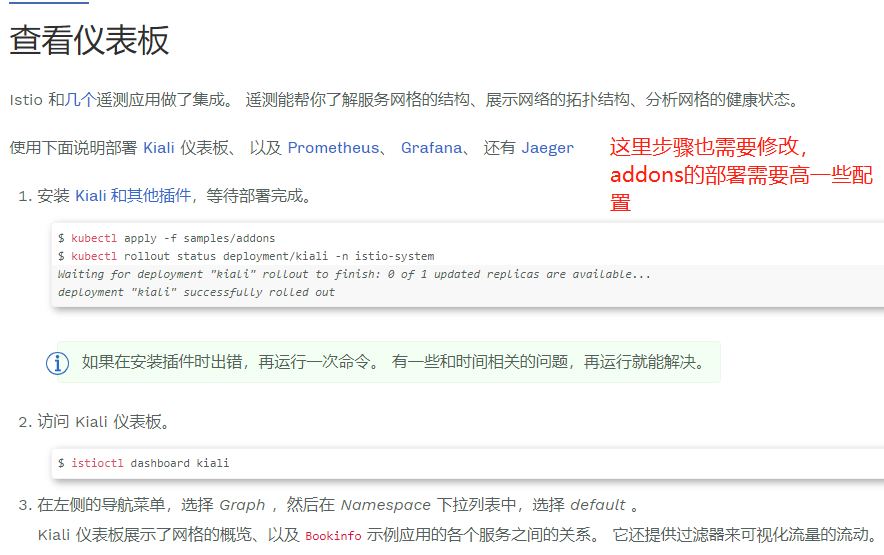 查看仪表板
Istio 和几个遥测应用做了集成。 遥测能帮你了解服务网格的结构、展示网络的拓扑结构、分析网格的健康状态。
使用下面说明部署 Kiali 仪表板、 以及 Prometheus、 Grafana、 还有 Jaeger
这里步骤也需要修改，
addons的部署需要高一些配
置
1. 安装 Kiali 和其他插件，等待部署完成。
$ kubectl apply -f samples/addons
$ kubectl rollout status deployment/kiali -n istio-system
Waiting for deployment "kiali" rollout to finish: 0 of 1 updated replicas are available...
deployment "kiali" successfully rolled out
如果在安装插件时出错，再运行一次命令。 有一些和时间相关的问题，再运行就能解决。
2. 访问 Kiali 仪表板。
$ istioctl dashboard kiali
3. 在左侧的导航菜单，选择 Graph ，然后在 Namespace 下拉列表中，选择 default 。
Kiali 仪表板展示了网格的概览、以及 Bookinfo 示例应用的各个服务之间的关系。 它还提供过滤器来可视化流量的流动。